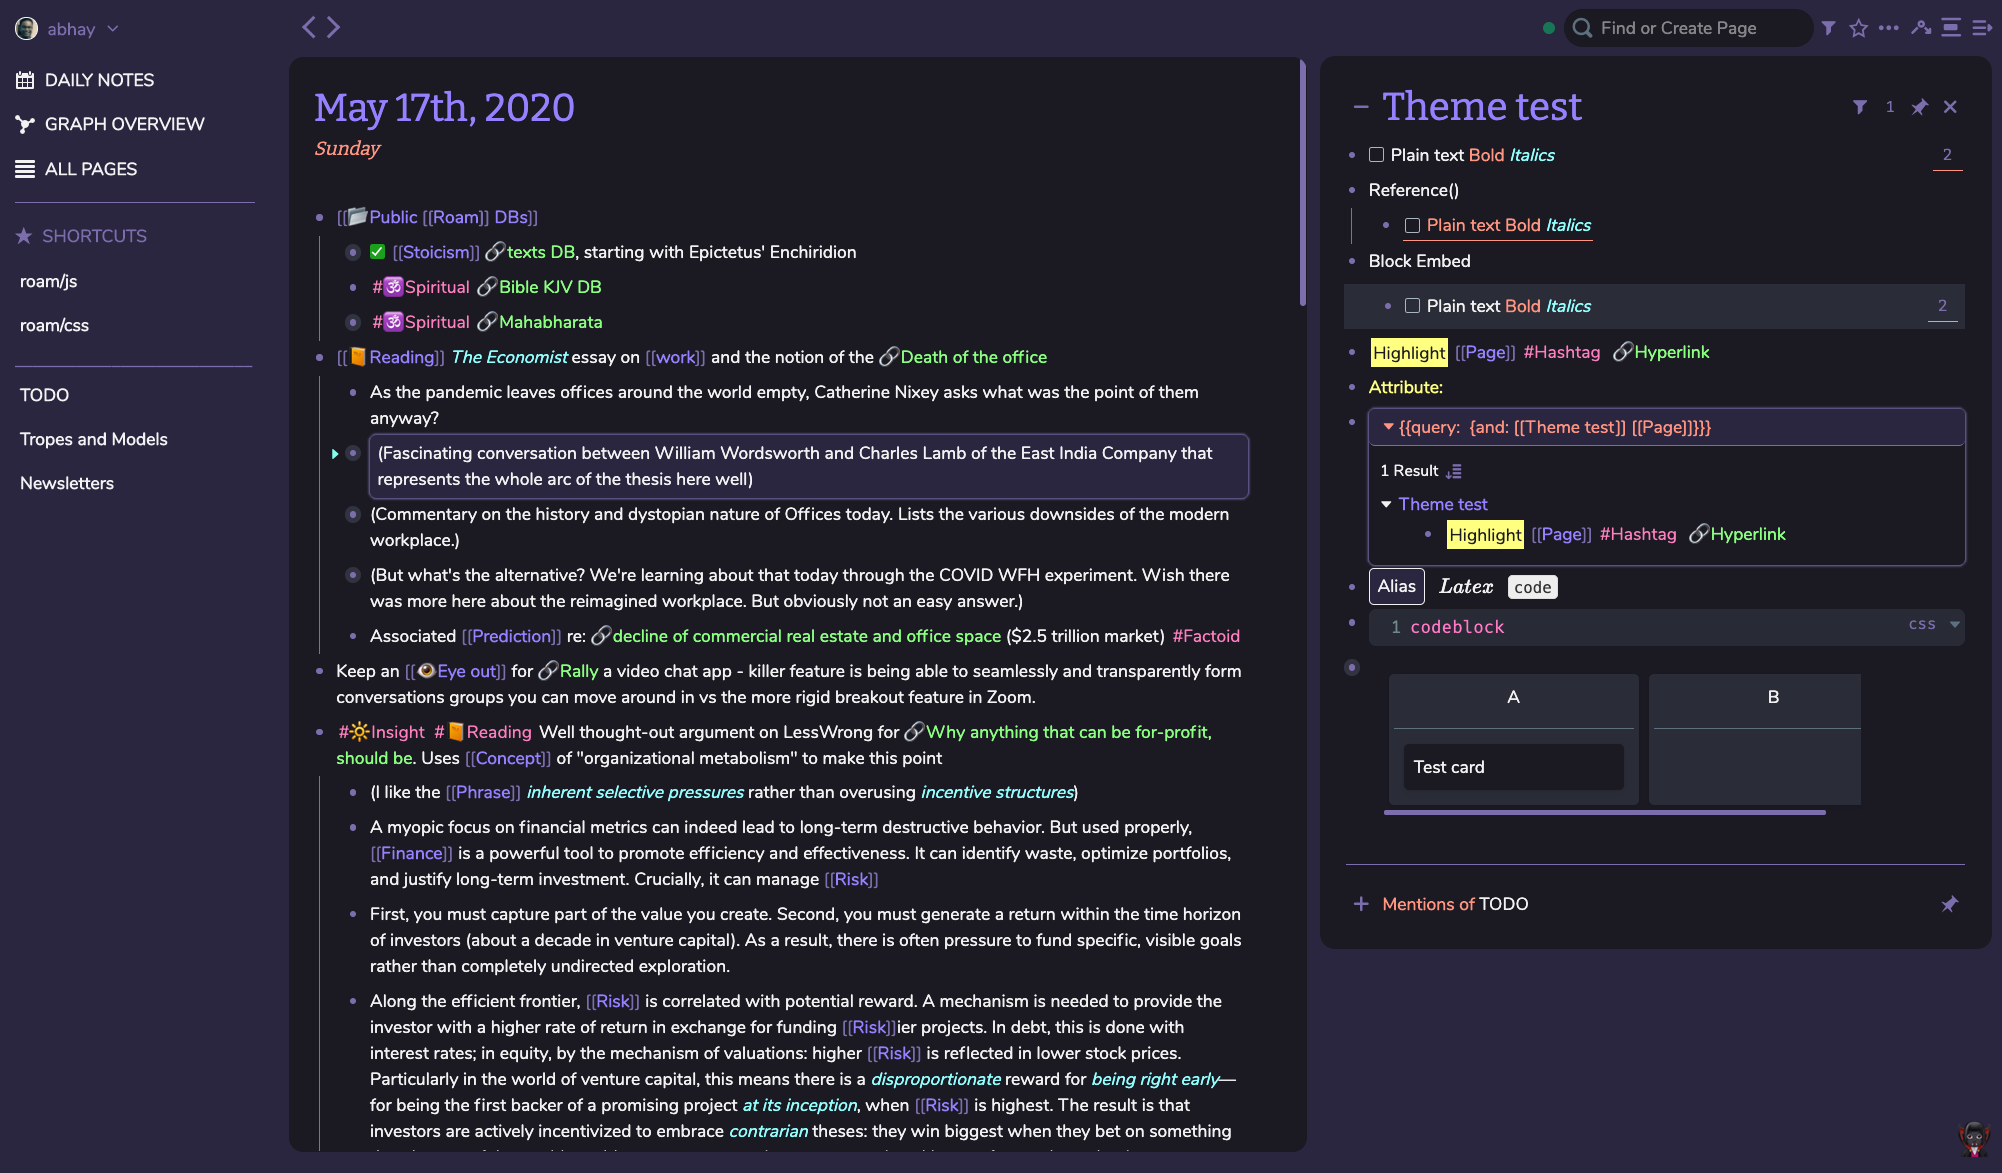 abhay
DAILY NOTES
GRAPH OVERVIEW
ALL PAGES
SHORTCUTS
roam/js
roam/css
TODO
Tropes and Models
Newsletters
Find or Create Page
May 17th, 2020
Sunday
[[📁Public [[Roam]] DBs]]
✅ [[Stoicism]] 🔗texts DB, starting with Epictetus' Enchiridion
#🕉Spiritual 🔗Bible KJV DB
#🕉Spiritual 🔗Mahabharata
[[📙Reading]] The Economist essay on [[work]] and the notion of the 🔗Death of the office
As the pandemic leaves offices around the world empty, Catherine Nixey asks what was the point of them
anyway?
(Fascinating conversation between William Wordsworth and Charles Lamb of the East India Company that
represents the whole arc of the thesis here well)
(Commentary on the history and dystopian nature of Offices today. Lists the various downsides of the modern
workplace.)
(But what's the alternative? We're learning about that today through the COVID WFH experiment. Wish there
was more here about the reimagined workplace. But obviously not an easy answer.)
Associated [[Prediction]] re: 🔗decline of commercial real estate and office space ($2.5 trillion market) #Factoid
Keep an [[👁Eye out]] for 🔗Rally a video chat app - killer feature is being able to seamlessly and transparently form
conversations groups you can move around in vs the more rigid breakout feature in Zoom.
#🔆Insight #📙Reading Well thought-out argument on LessWrong for 🔗Why anything that can be for-profit,
should be. Uses [[Concept]] of "organizational metabolism" to make this point
(I like the [[Phrase]] inherent selective pressures rather than overusing incentive structures)
A myopic focus on financial metrics can indeed lead to long-term destructive behavior. But used properly,
[[Finance]] is a powerful tool to promote efficiency and effectiveness. It can identify waste, optimize portfolios,
and justify long-term investment. Crucially, it can manage [[Risk]]
First, you must capture part of the value you create. Second, you must generate a return within the time horizon
of investors (about a decade in venture capital). As a result, there is often pressure to fund specific, visible goals
rather than completely undirected exploration.
Along the efficient frontier, [[Risk]] is correlated with potential reward. A mechanism is needed to provide the
investor with a higher rate of return in exchange for funding [[Risk]]ier projects. In debt, this is done with
interest rates; in equity, by the mechanism of valuations: higher [[Risk]] is reflected in lower stock prices.
Particularly in the world of venture capital, this means there is a disproportionate reward for being right early—
for being the first backer of a promising project at its inception, when [[Risk]] is highest. The result is that
investors are actively incentivized to embrace contrarian theses: they win biggest when they bet on something
Theme test
1
Plain text Bold Italics
2
Reference()
Plain text Bold Italics
Block Embed
Plain text Bold Italics
2
Highlight [[Page]] #Hashtag 🔗Hyperlink
Attribute:
{{query: {and: [[Theme test]] [[Page]]}}}
1 Result
Theme test
Highlight [[Page]] #Hashtag 🔗Hyperlink
Alias Latex code
1 codeblock
css
A
B
Test card
Mentions of TODO